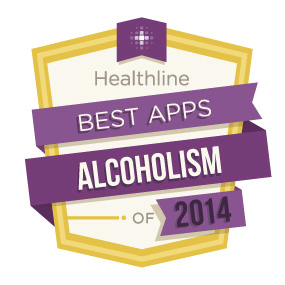 Healthline
BEST APPS
ALCOHOLISM
OF 2014